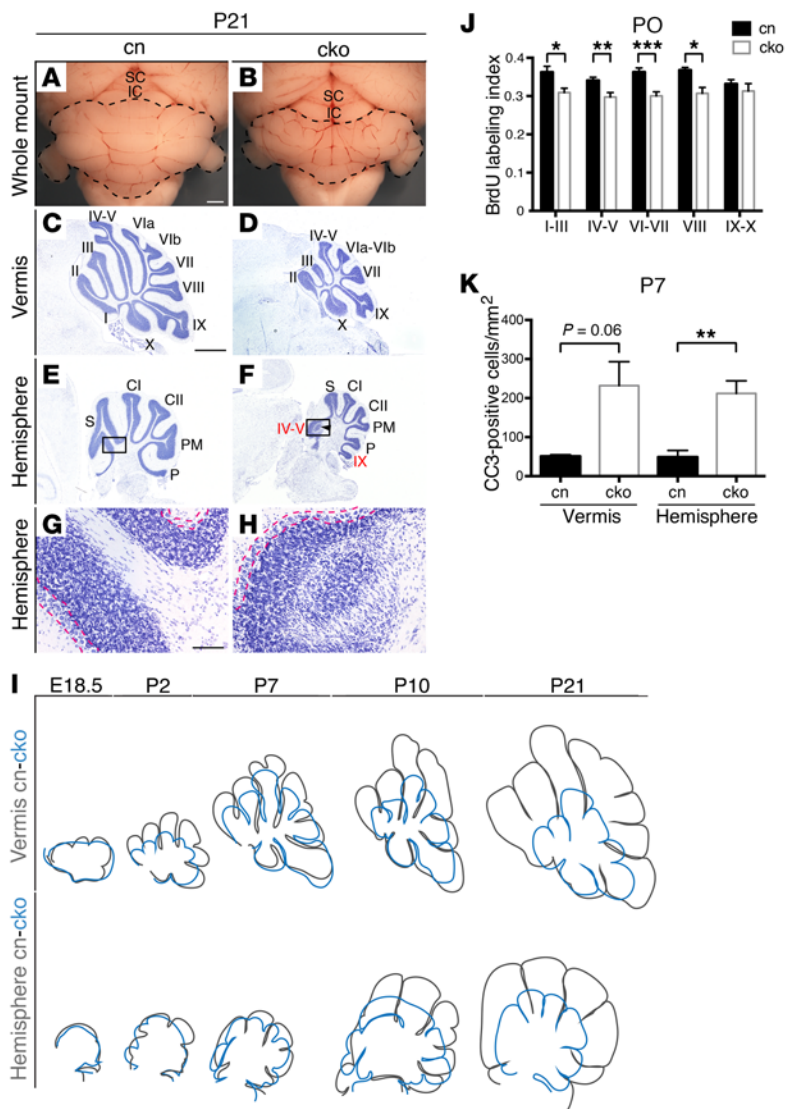 P21
cn
cko
Whole mount
A
SC
IC
B
SC
IC
Vermis
C
IV-V
VIa
VIb
III
VII
II
VIII
I
IX
X
D
IV-V
VIa-VIb
III
VII
II
VIII
IX
X
Hemisphere
E
CI
CII
S
PM
P
F
S
CI
CII
IV-V
PM
P
IX
Hemisphere
G
H
I
E18.5
P2
P7
P10
P21
Vermis cn-cko
Hemisphere cn-cko
J
PO
cn
cko
* ** *** *
BrdU labeling index
0.4
0.3
0.2
0.1
0
I-III IV-V VI-VII VIII IX-X
K
P7
CC3-positive cells/mm2
P = 0.06
**
400
300
200
100
0
cn cko cn cko
Vermis Hemisphere